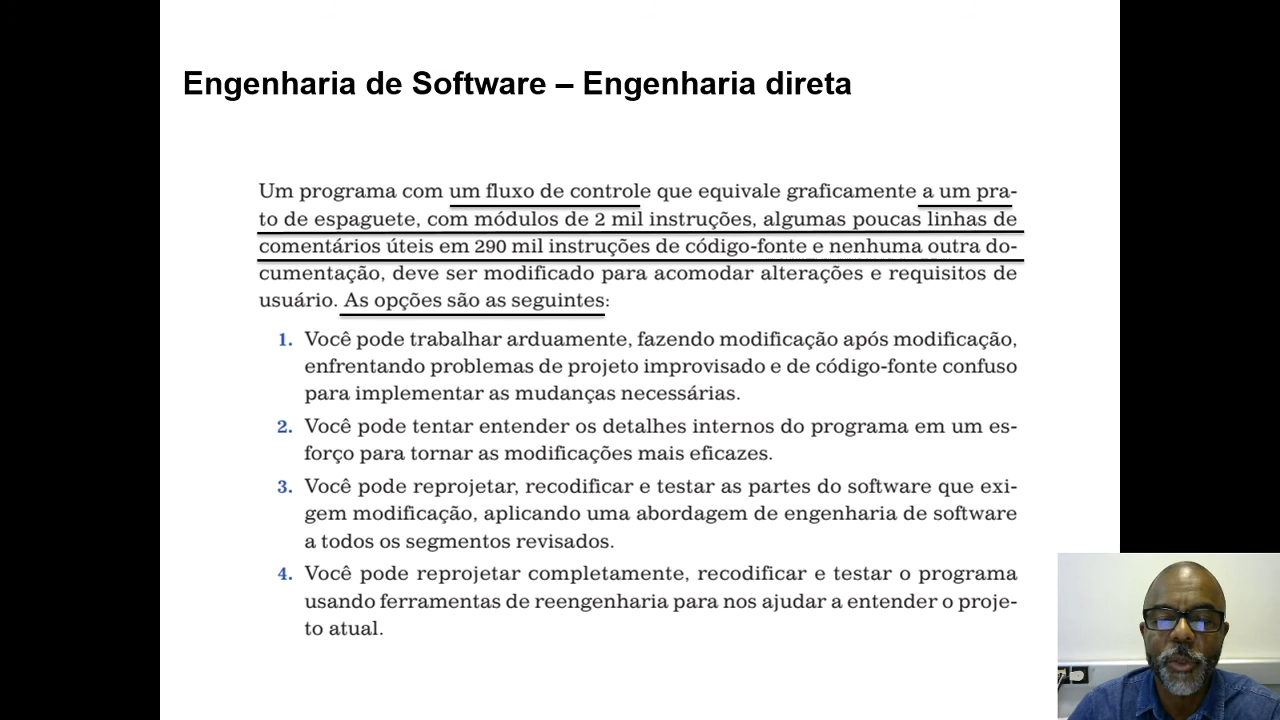 Engenharia de Software – Engenharia direta
Um programa com um fluxo de controle que equivale graficamente a um pra-
to de espaguete, com módulos de 2 mil instruções, algumas poucas linhas de
comentários úteis em 290 mil instruções de código-fonte e nenhuma outra do-
cumentação, deve ser modificado para acomodar alterações e requisitos de
usuário. As opções são as seguintes:
1. Você pode trabalhar arduamente, fazendo modificação após modificação,
enfrentando problemas de projeto improvisado e de código-fonte confuso
para implementar as mudanças necessárias.
2. Você pode tentar entender os detalhes internos do programa em um es-
forço para tornar as modificações mais eficazes.
3. Você pode reprojetar, recodificar e testar as partes do software que exi-
gem modificação, aplicando uma abordagem de engenharia de software
a todos os segmentos revisados.
4. Você pode reprojetar completamente, recodificar e testar o programa
usando ferramentas de reengenharia para nos ajudar a entender o proje-
to atual.